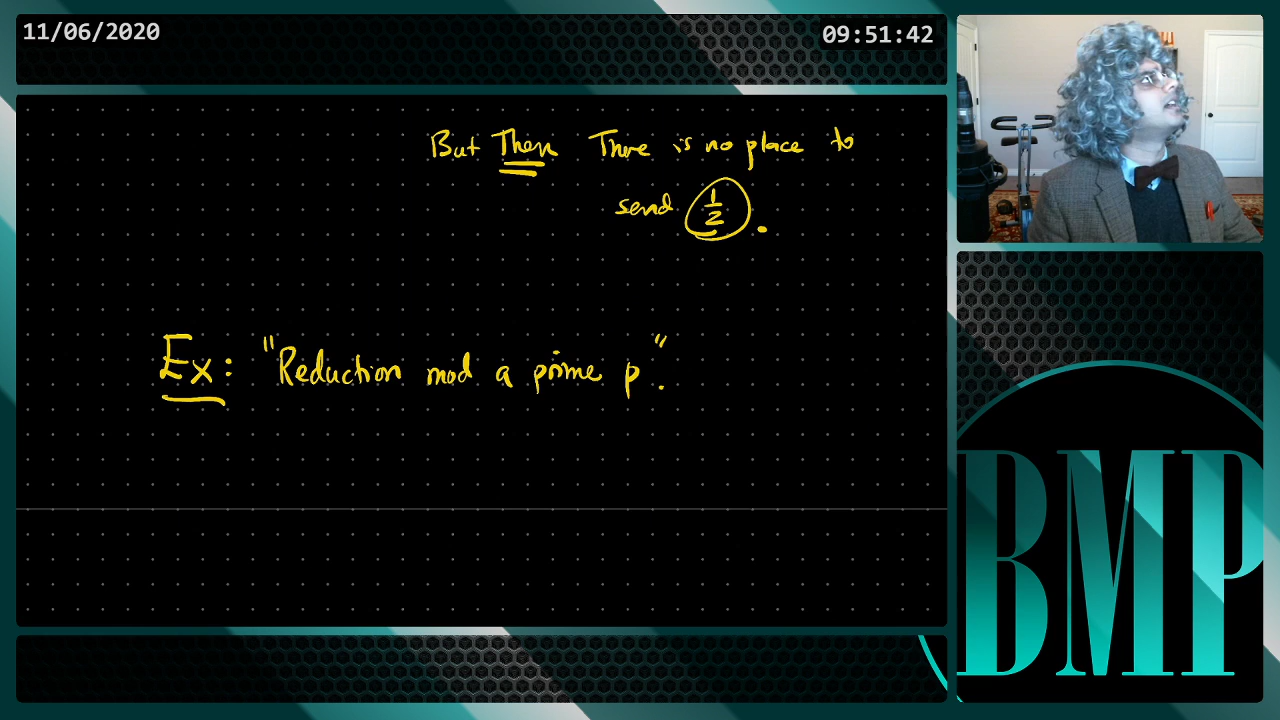 11/06/2020
09:51:42
But Then There is no place to
send 1/2.
Ex: "Reduction mod a prime p".
BMP